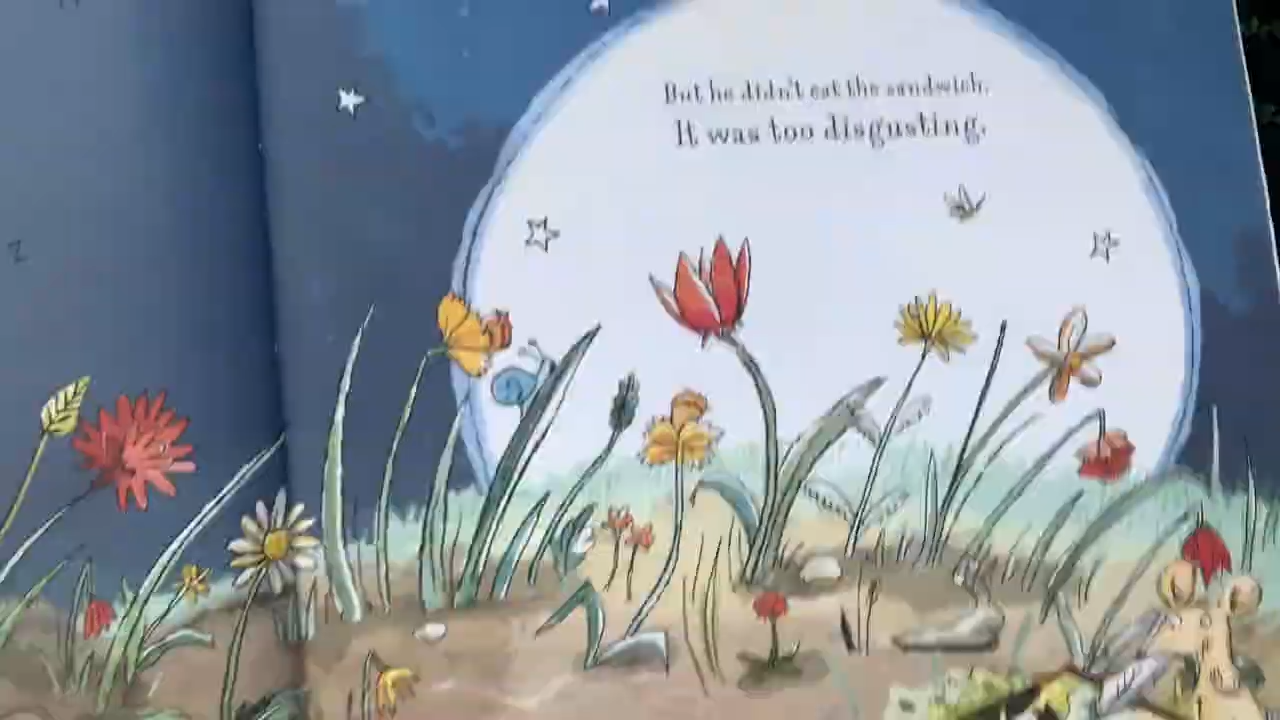 z
But he didn't eat the sandwich.
It was too disgusting.